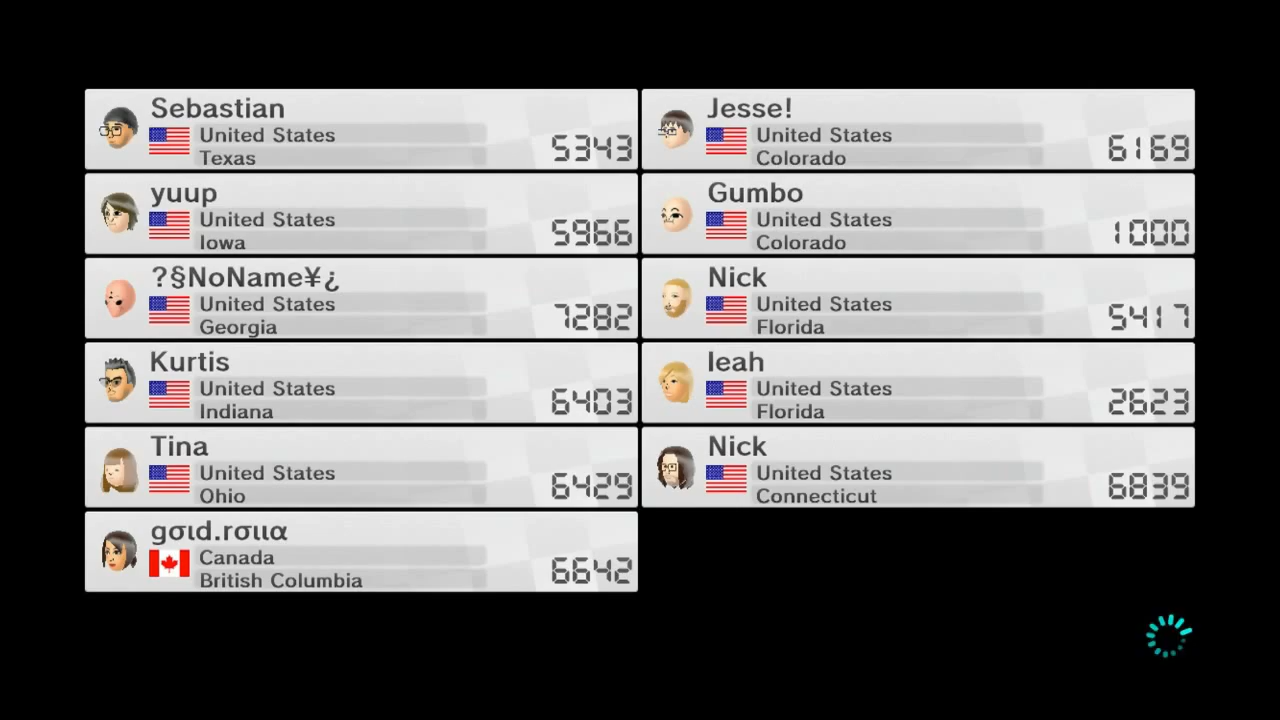 Sebastian
United States
Texas
5343
Jesse!
United States
Colorado
6169
yuup
United States
Iowa
5966
Gumbo
United States
Colorado
1000
?§NoName¥¿
United States
Georgia
7282
Nick
United States
Florida
5417
Kurtis
United States
Indiana
6403
leah
United States
Florida
2623
Tina
United States
Ohio
6429
Nick
United States
Connecticut
6839
gσιd.rσιια
Canada
British Columbia
6642